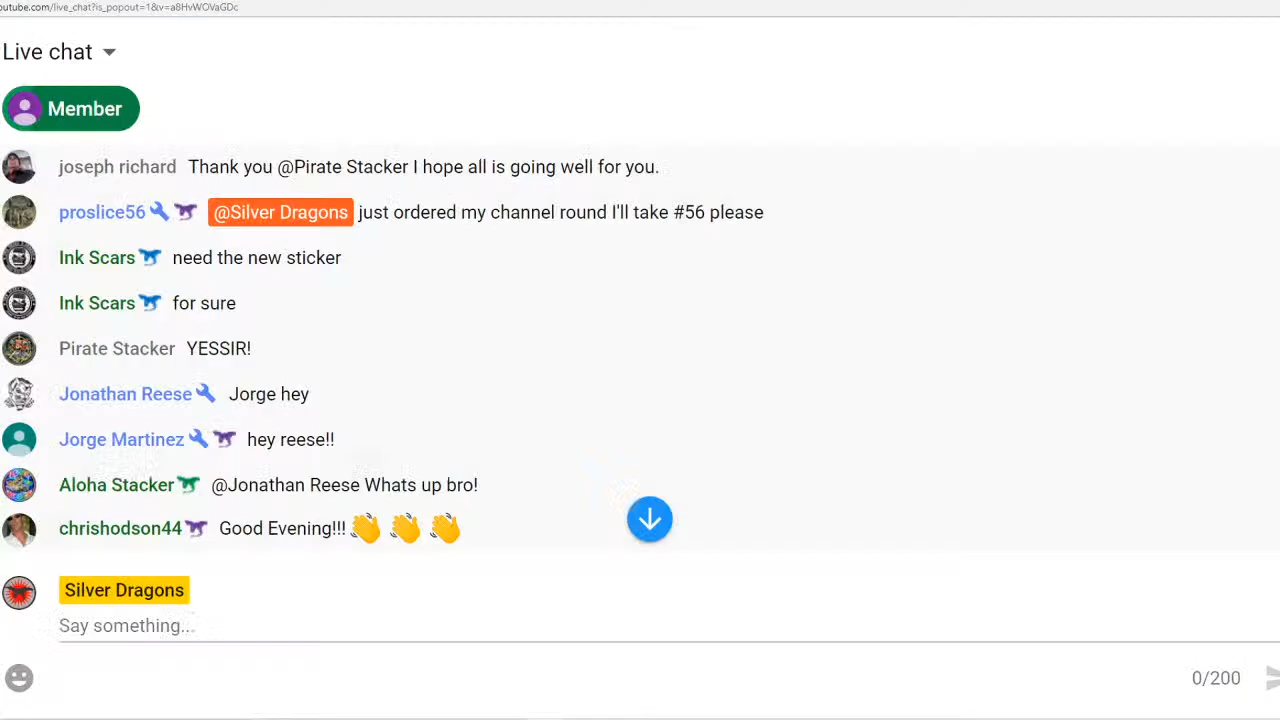 outube.com/live_chat?is_popout=1&v=a8HvWOVaGDc
Live chat
Member
joseph richard Thank you @Pirate Stacker I hope all is going well for you.
proslice56 @Silver Dragons just ordered my channel round I'll take #56 please
Ink Scars need the new sticker
Ink Scars for sure
Pirate Stacker YESSIR!
Jonathan Reese Jorge hey
Jorge Martinez hey reese!!
Aloha Stacker @Jonathan Reese Whats up bro!
chrishodson44 Good Evening!!! 👋 👋 👋
Silver Dragons
Say something...
0/200